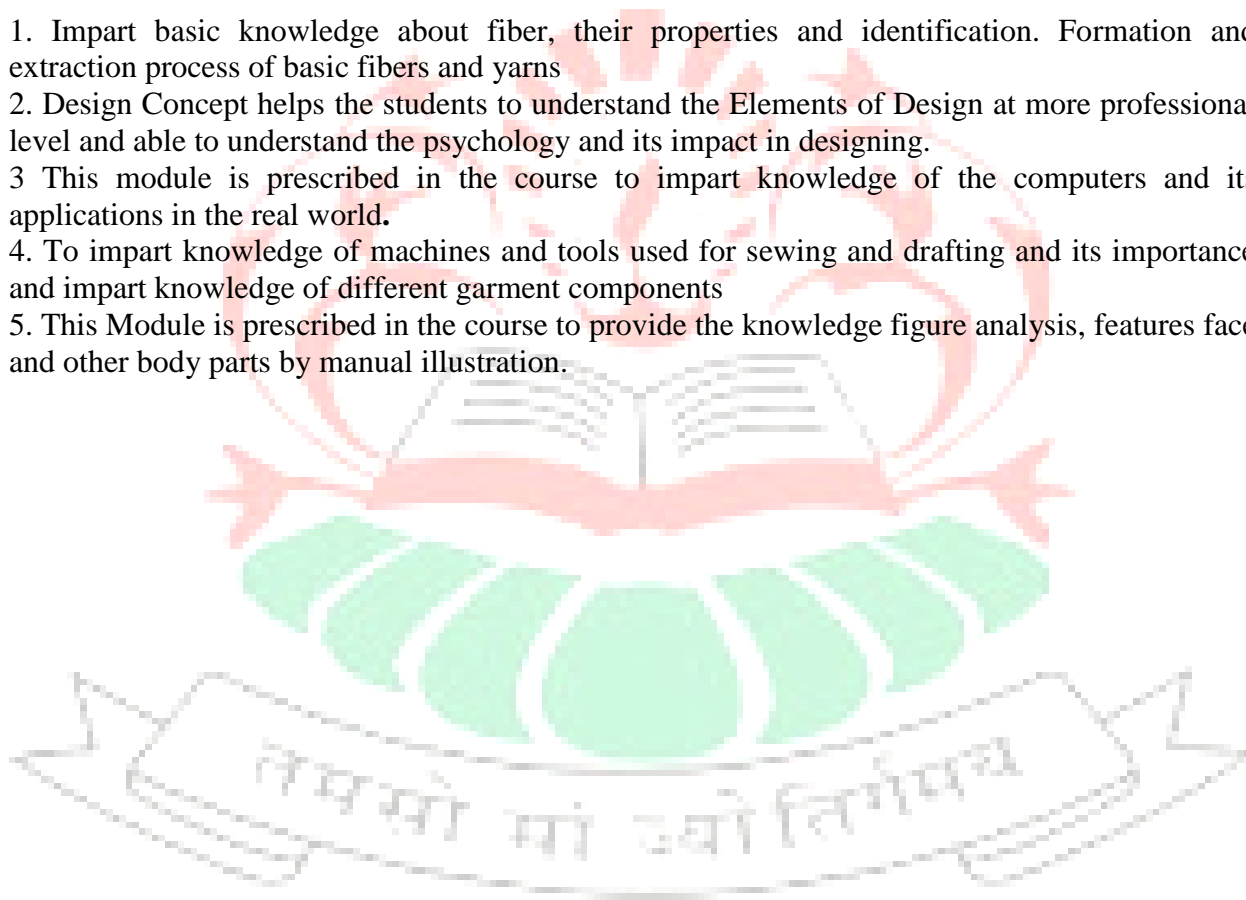 1. Impart basic knowledge about fiber, their properties and identification. Formation and
extraction process of basic fibers and yarns
2. Design Concept helps the students to understand the Elements of Design at more professional
level and able to understand the psychology and its impact in designing.
3 This module is prescribed in the course to impart knowledge of the computers and it
applications in the real world.
4. To impart knowledge of machines and tools used for sewing and drafting and its importance
and impart knowledge of different garment components
5. This Module is prescribed in the course to provide the knowledge figure analysis, features face
and other body parts by manual illustration.